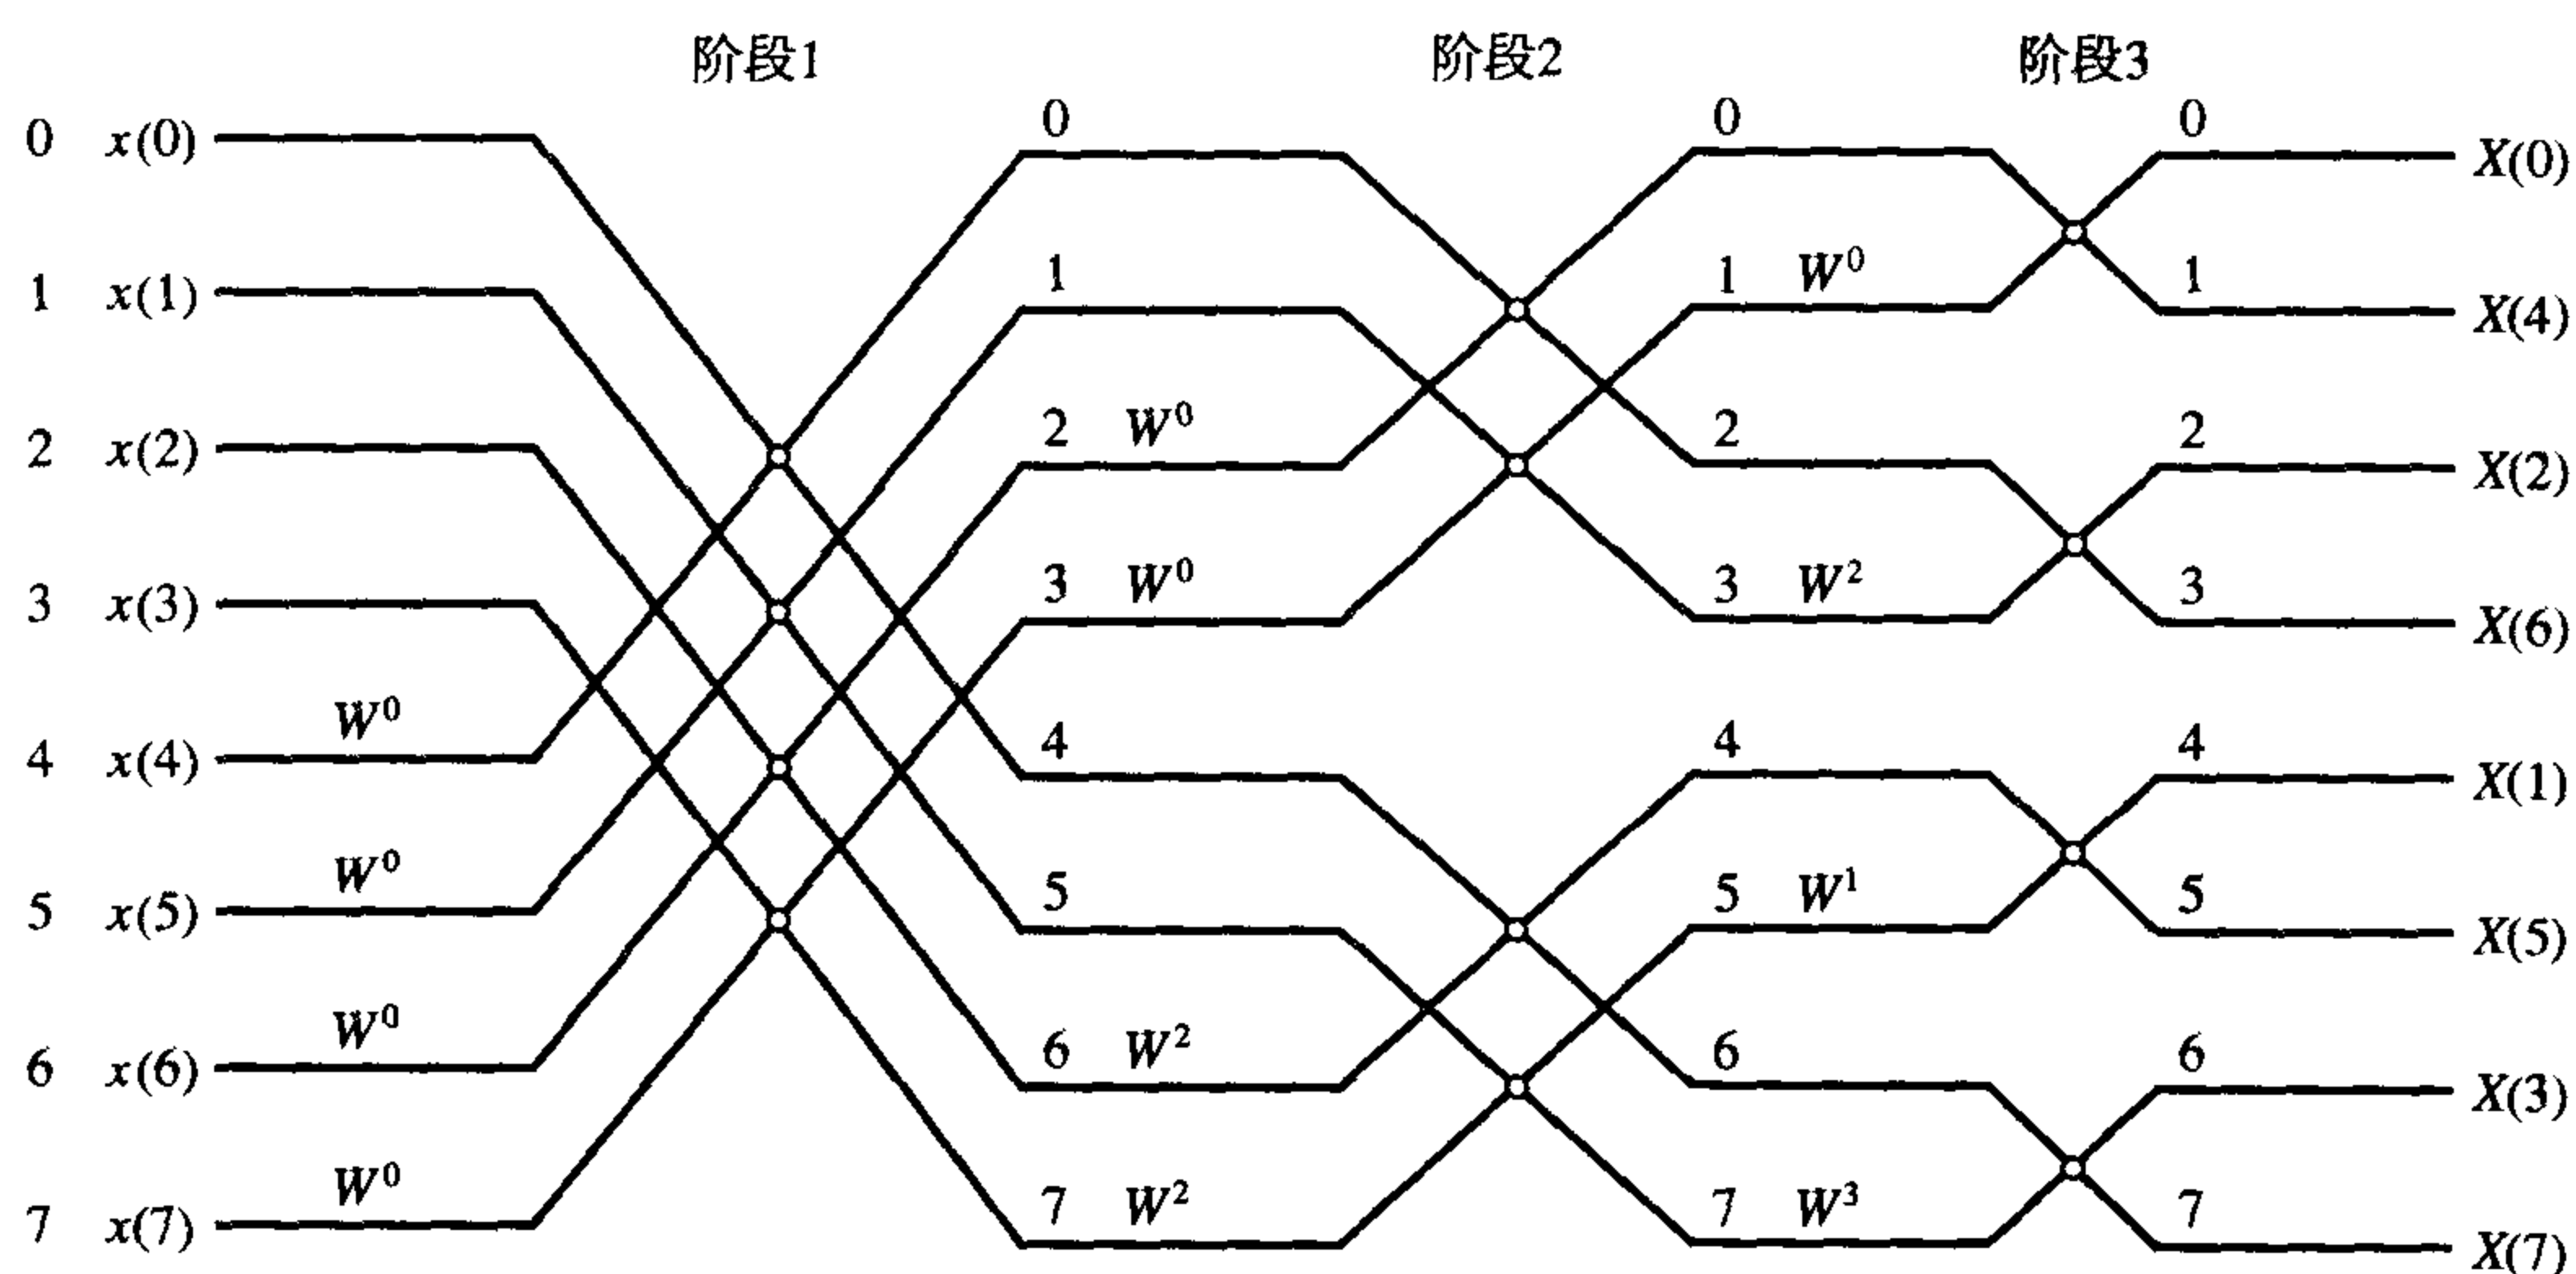 阶段1 阶段2 阶段3
0 0 0
0 x(0) X(0)
1 W⁰ 1
1 x(1) X(4)
2 W⁰ 2 2
2 x(2) X(2)
3 W⁰ 3 W² 3
3 x(3) X(6)
W⁰ 4 4 4
4 x(4) X(1)
W⁰ 5 5 W¹ 5
5 x(5) X(5)
W⁰ 6 W² 6 6
6 x(6) X(3)
W⁰ 7 W² 7 W³ 7
7 x(7) X(7)